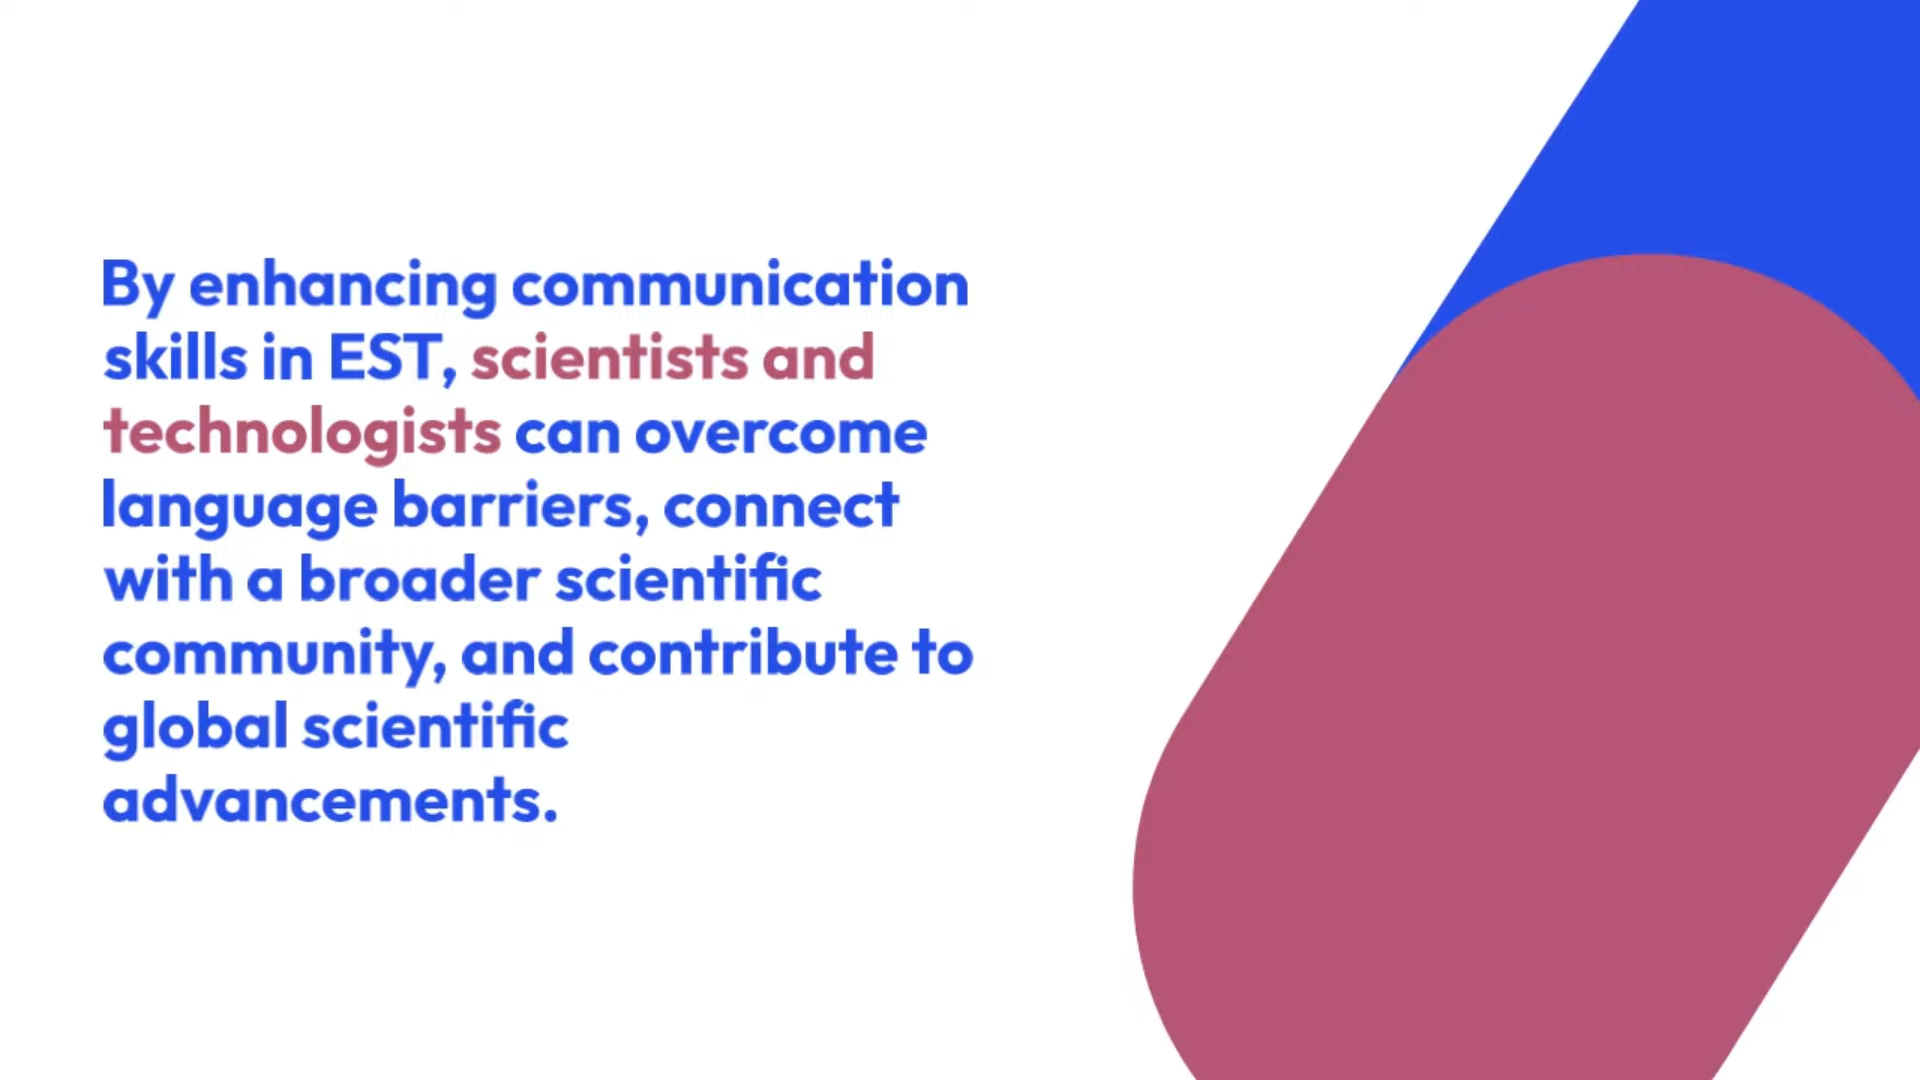 By enhancing communication
skills in EST, scientists and
technologists can overcome
language barriers, connect
with a broader scientific
community, and contribute to
global scientific
advancements.